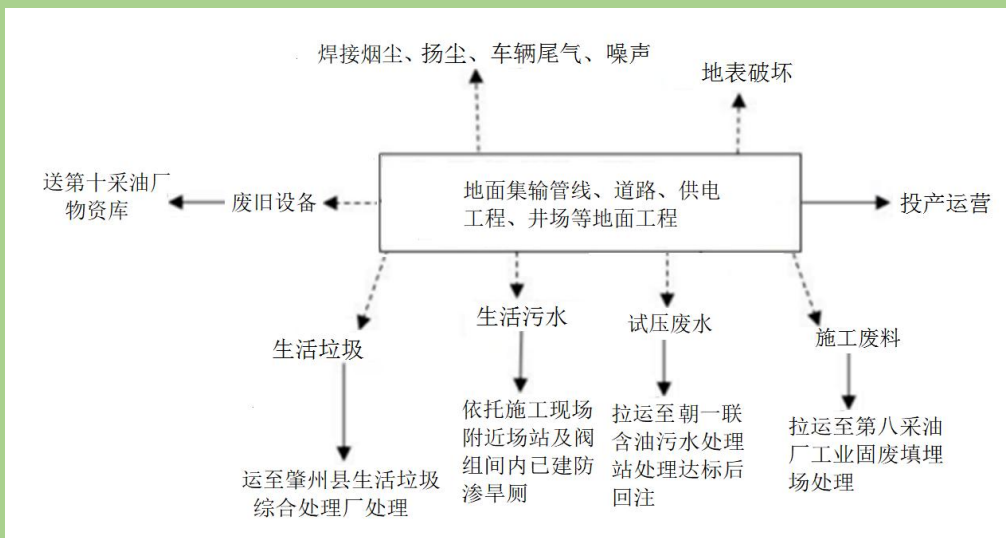 焊接烟尘、扬尘、车辆尾气、噪声
地表破坏
送第十采油厂
物资库
废旧设备
地面集输管线、道路、供电
工程、井场等地面工程
投产运营
生活垃圾
生活污水
试压废水
施工废料
运至肇州县生活垃圾
综合处理厂处理
依托施工现场
附近场站及阀
组间内已建防
渗旱厕
拉运至朝一联
含油污水处理
站处理达标后
回注
拉运至第八采油
厂工业固废填埋
场处理